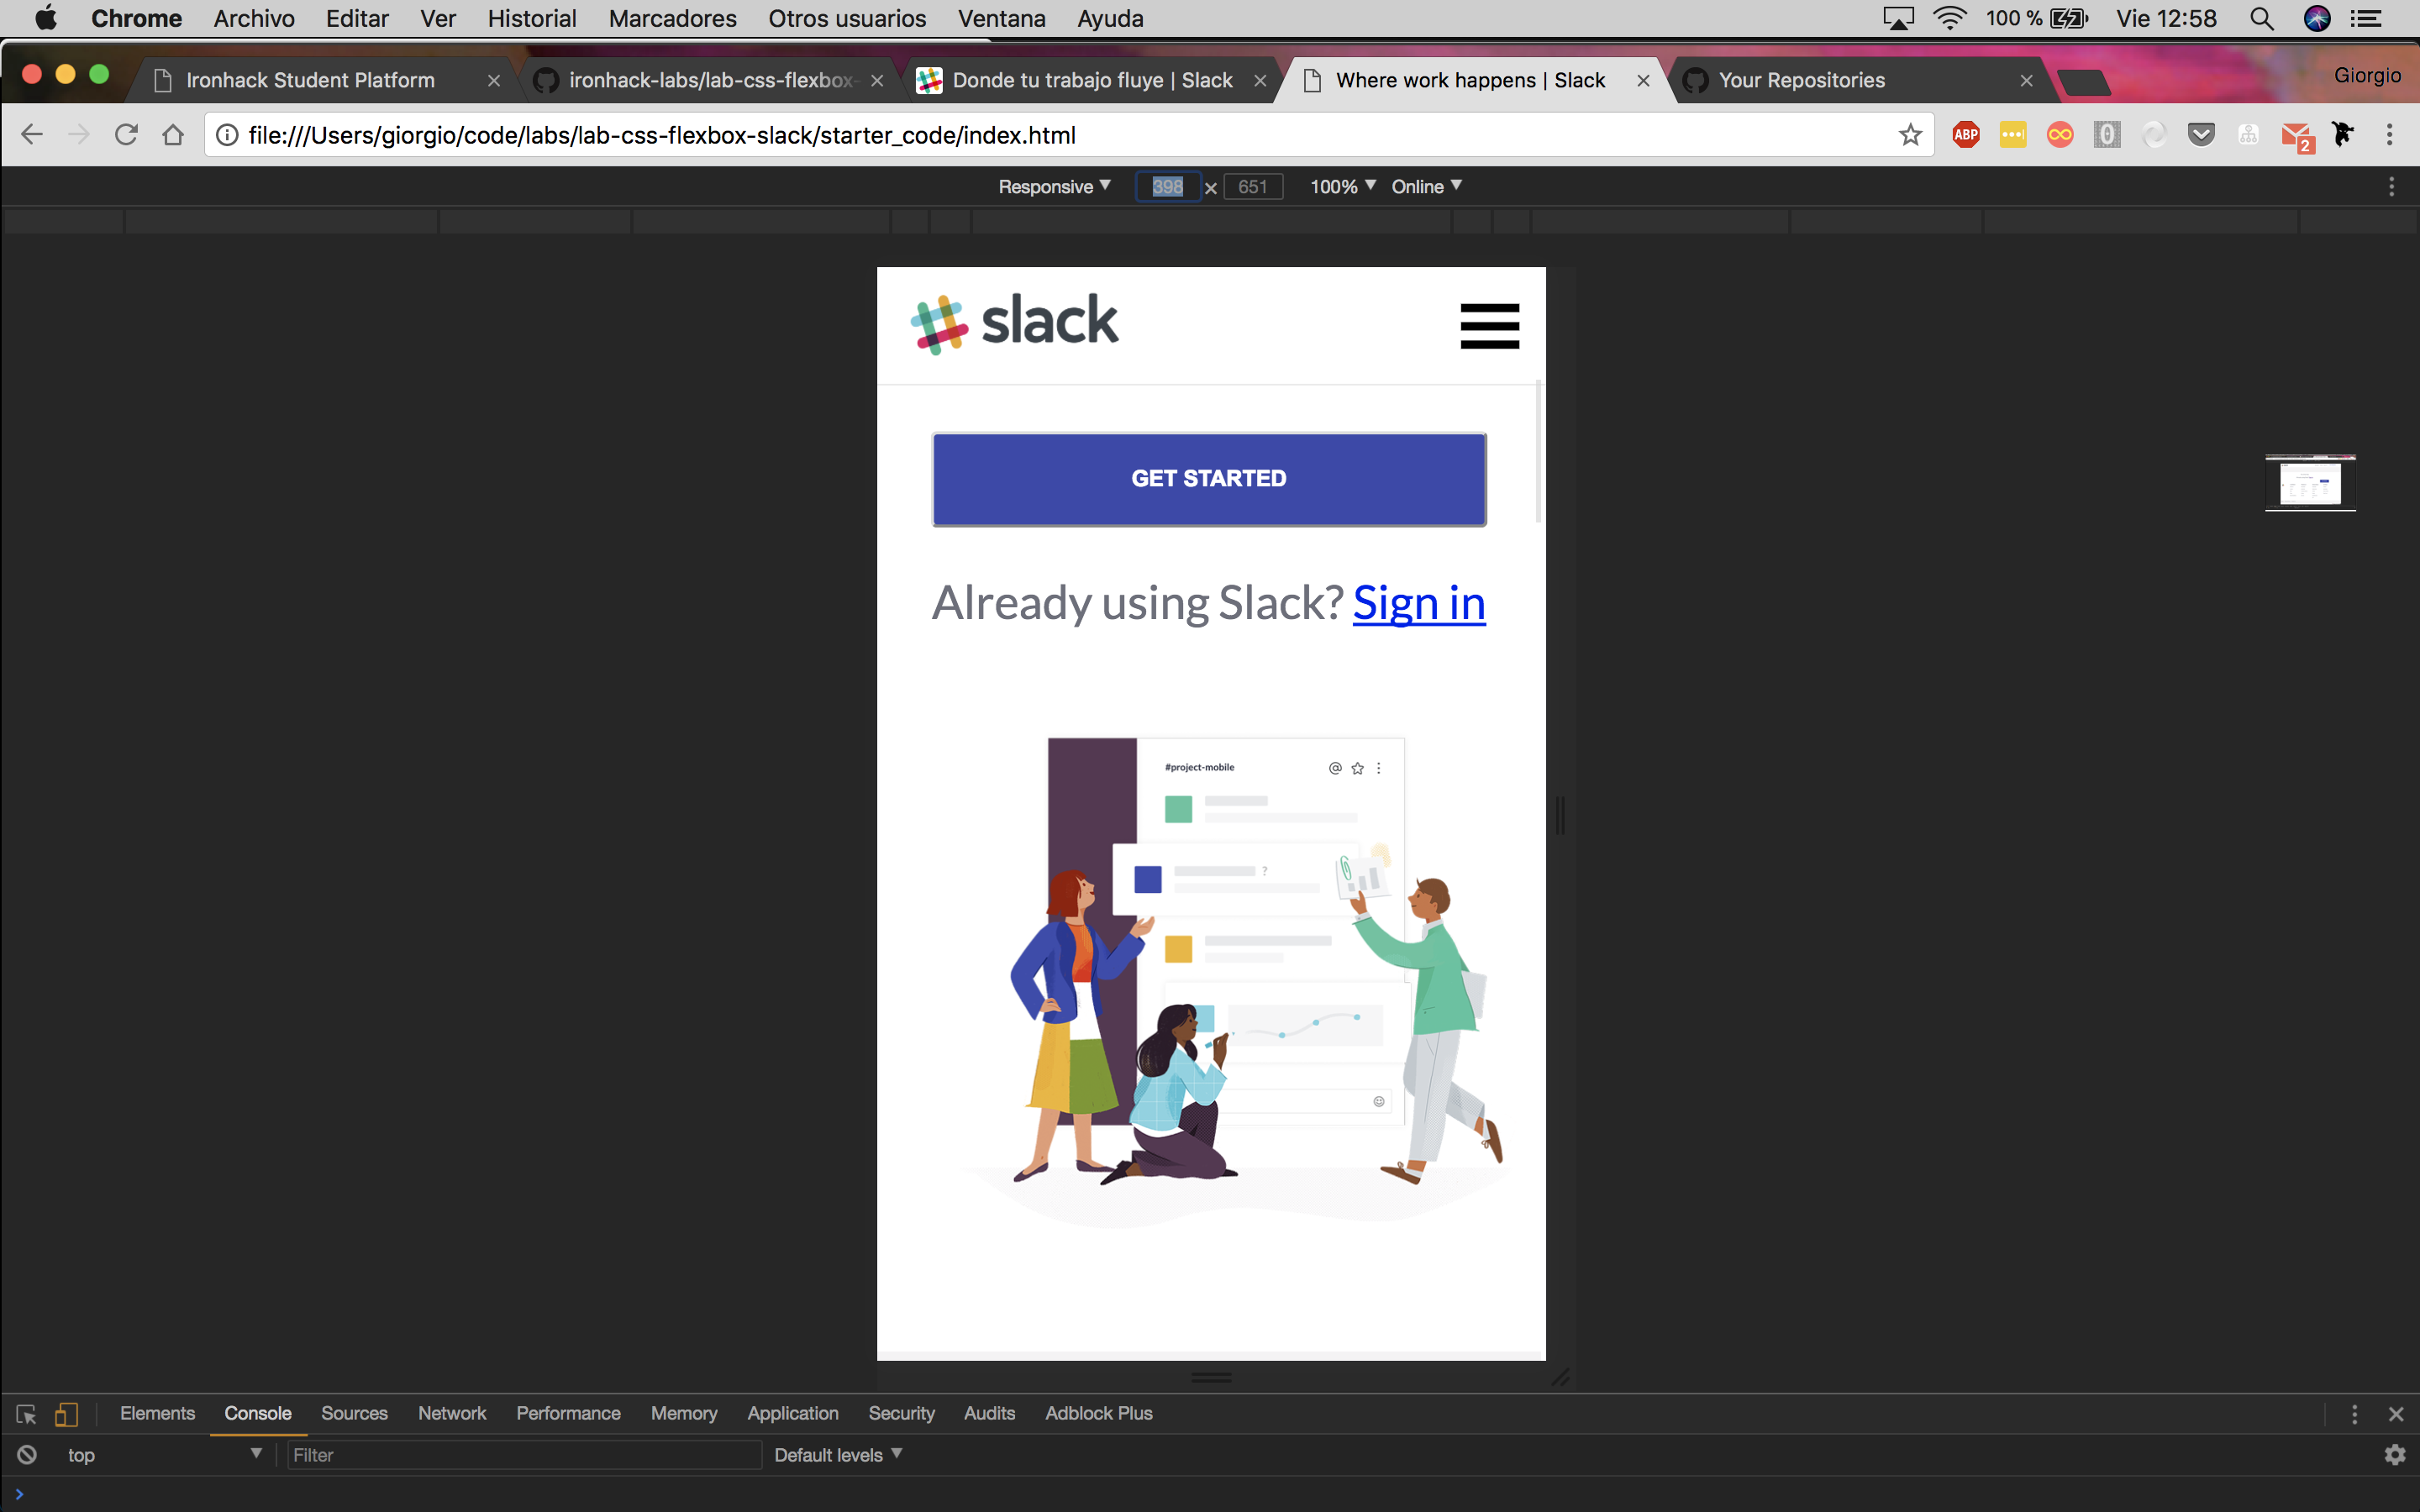 Chrome Archivo Editar Ver Historial Marcadores Otros usuarios Ventana Ayuda 100 % Vie 12:58
Ironhack Student Platform ironhack-labs/lab-css-flexbox- Donde tu trabajo fluye | Slack Where work happens | Slack Your Repositories Giorgio
file:///Users/giorgio/code/labs/lab-css-flexbox-slack/starter_code/index.html ABP 0 2
Responsive 398 × 651 100% Online
slack
GET STARTED
Already using Slack? Sign in
#project-mobile @
?
Elements Console Sources Network Performance Memory Application Security Audits Adblock Plus
top Filter Default levels